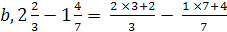 b, 2 2/3 − 1 4/7 = (2 ×3+2)/3 − (1 ×7+4)/7